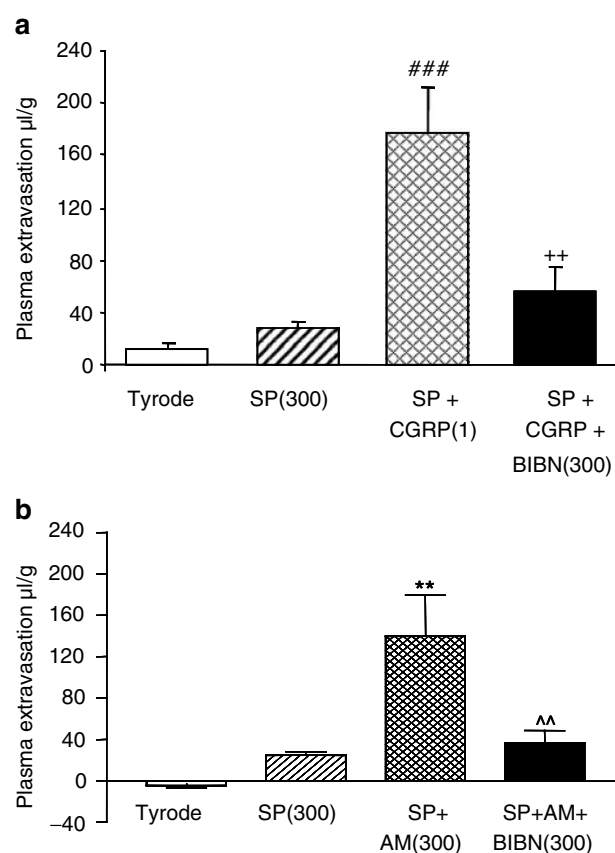 a
Plasma extravasation µl/g
240
200
160
120
80
40
0
###
++
Tyrode
SP(300)
SP +
CGRP(1)
SP +
CGRP +
BIBN(300)
b
Plasma extravasation µl/g
240
200
160
120
80
40
0
−40
**
^^
Tyrode
SP(300)
SP+
AM(300)
SP+AM+
BIBN(300)